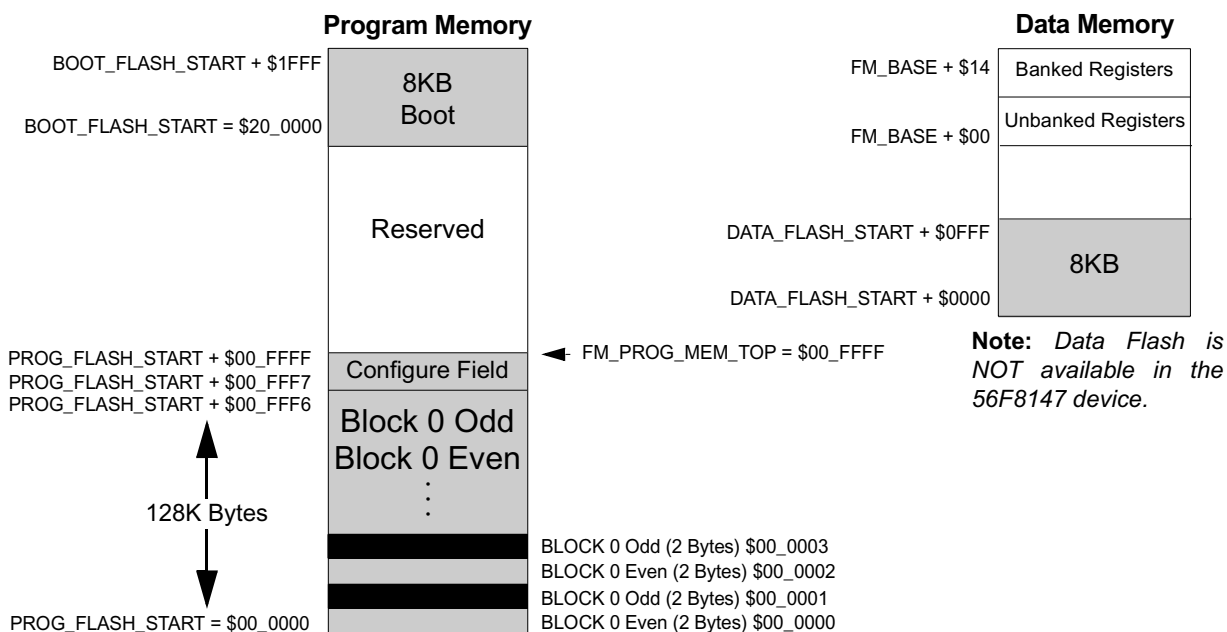 Program Memory
BOOT_FLASH_START + $1FFF
BOOT_FLASH_START = $20_0000
8KB
Boot
Reserved
PROG_FLASH_START + $00_FFFF
PROG_FLASH_START + $00_FFF7
PROG_FLASH_START + $00_FFF6
Configure Field
FM_PROG_MEM_TOP = $00_FFFF
Block 0 Odd
Block 0 Even
128K Bytes
BLOCK 0 Odd (2 Bytes) $00_0003
BLOCK 0 Even (2 Bytes) $00_0002
BLOCK 0 Odd (2 Bytes) $00_0001
BLOCK 0 Even (2 Bytes) $00_0000
PROG_FLASH_START = $00_0000
Data Memory
FM_BASE + $14
Banked Registers
Unbanked Registers
FM_BASE + $00
DATA_FLASH_START + $0FFF
8KB
DATA_FLASH_START + $0000
Note: Data Flash is
NOT available in the
56F8147 device.